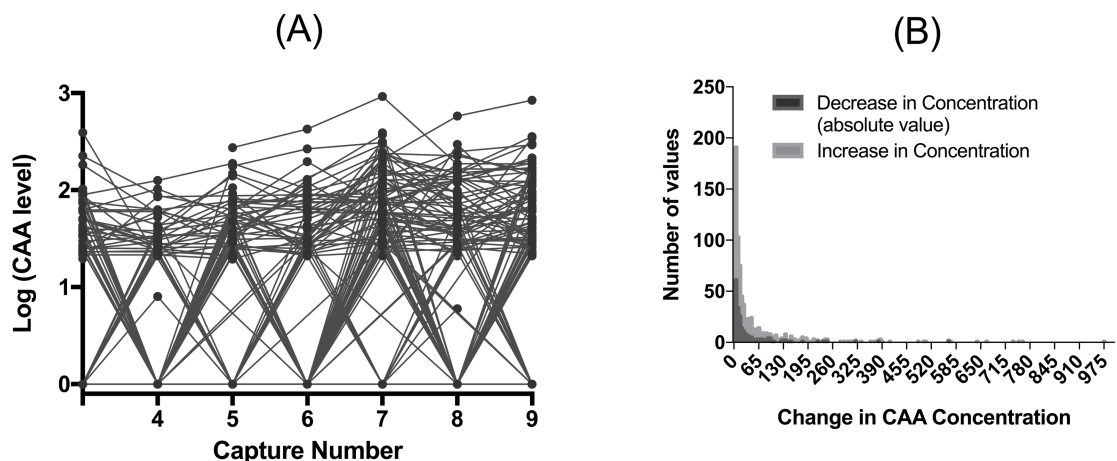 (A)
(B)
Log (CAA level)
3
2
1
0
4 5 6 7 8 9
Capture Number
Number of values
250
200
150
100
50
0
Decrease in Concentration
(absolute value)
Increase in Concentration
0 65 130 195 260 325 390 455 520 585 650 715 780 845 910 975
Change in CAA Concentration